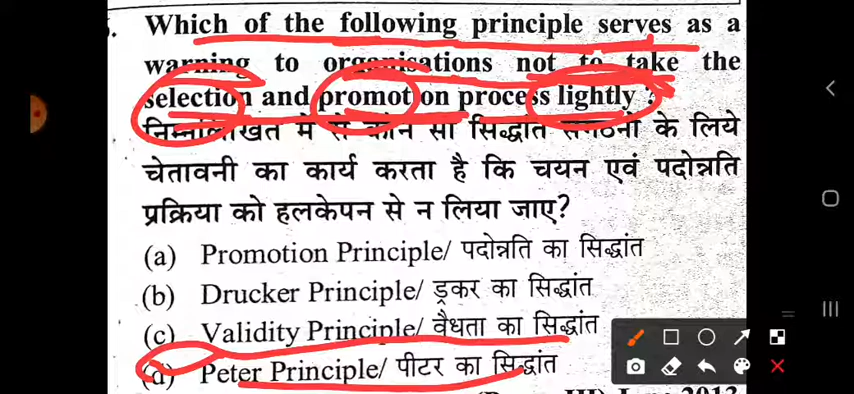 Which of the following principle serves as a
warning to organisations not to take the
selection and promotion process lightly ?
निम्नलिखित में से कौन सा सिद्धांत संगठनों के लिये
चेतावनी का कार्य करता है कि चयन एवं पदोन्नति
प्रक्रिया को हलकेपन से न लिया जाए?
(a) Promotion Principle/ पदोन्नति का सिद्धांत
(b) Drucker Principle/ ड्रकर का सिद्धांत
(c) Validity Principle/ वैधता का सिद्धांत
(d) Peter Principle/ पीटर का सिद्धांत